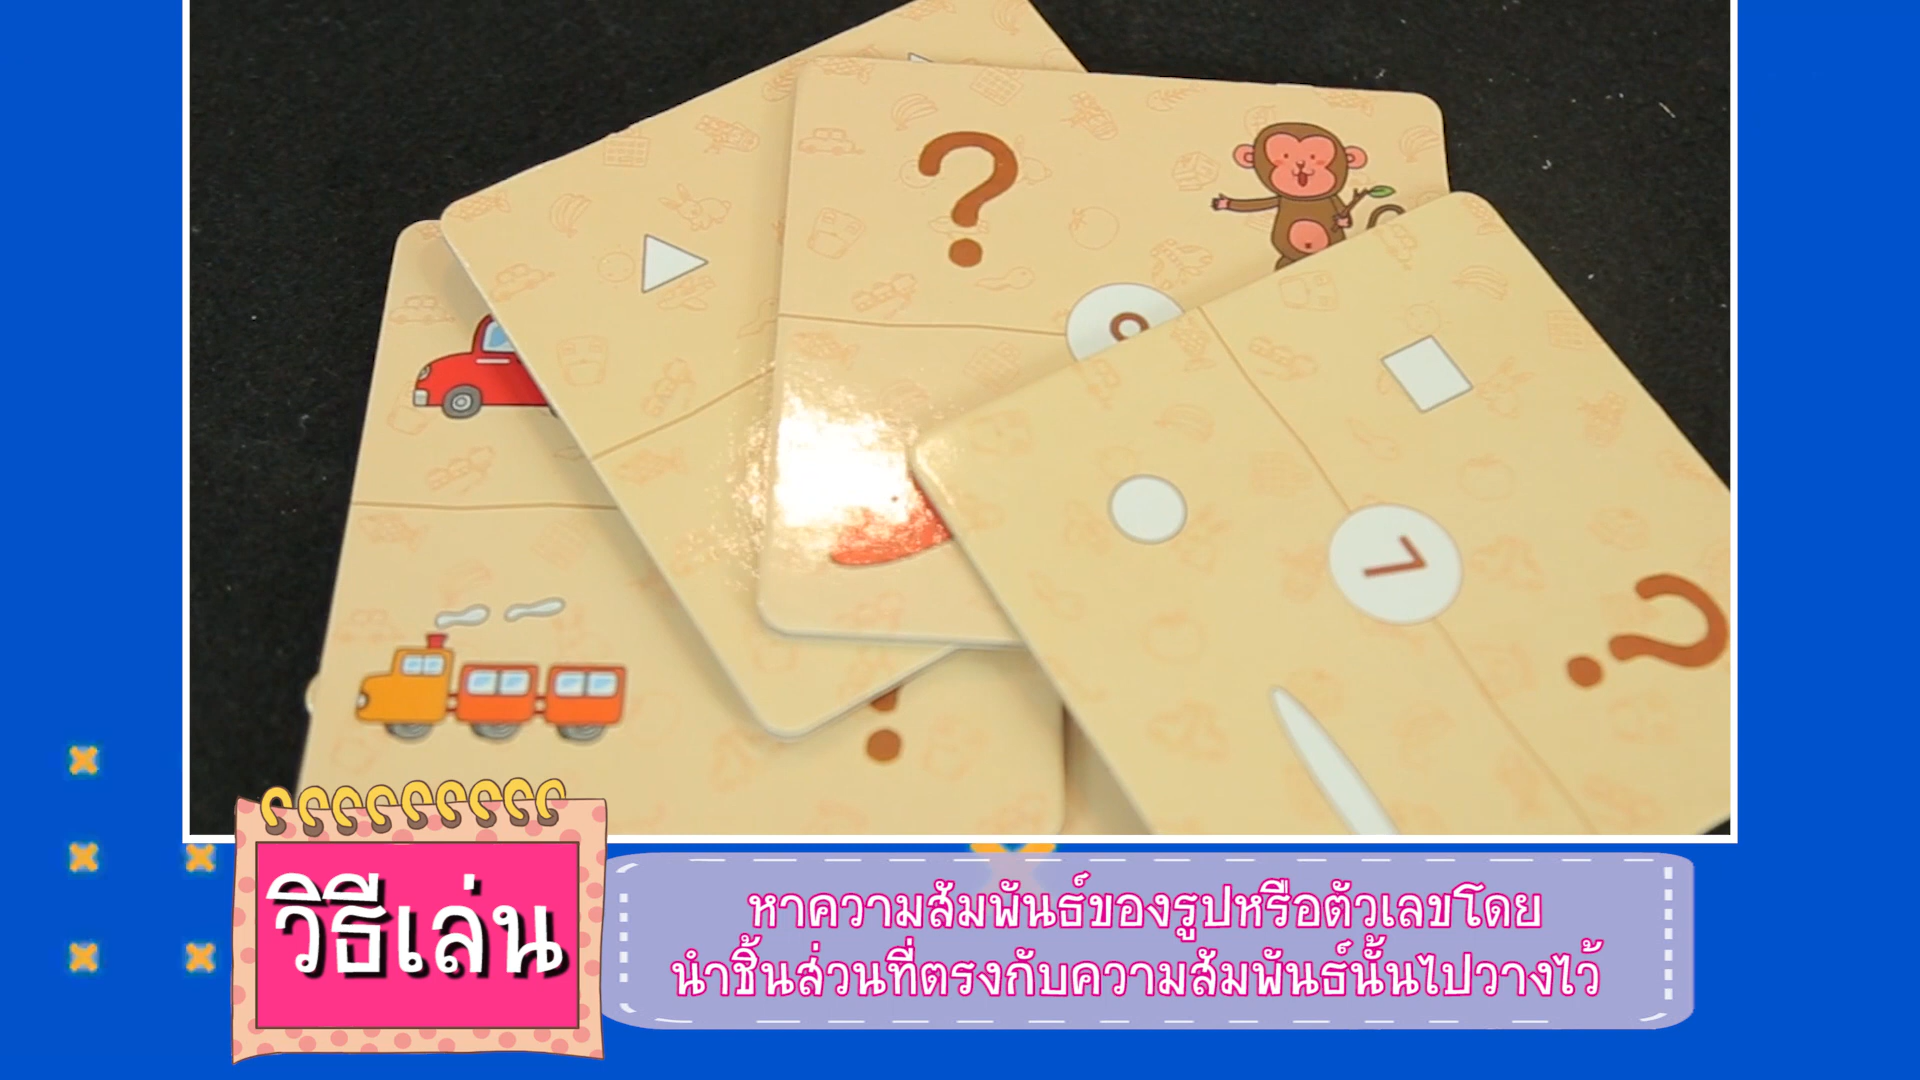 ?
?
7
?
วิธีเล่น
หาความสัมพันธ์ของรูปหรือตัวเลขโดย
นำชิ้นส่วนที่ตรงกับความสัมพันธ์นั้นไปวางไว้